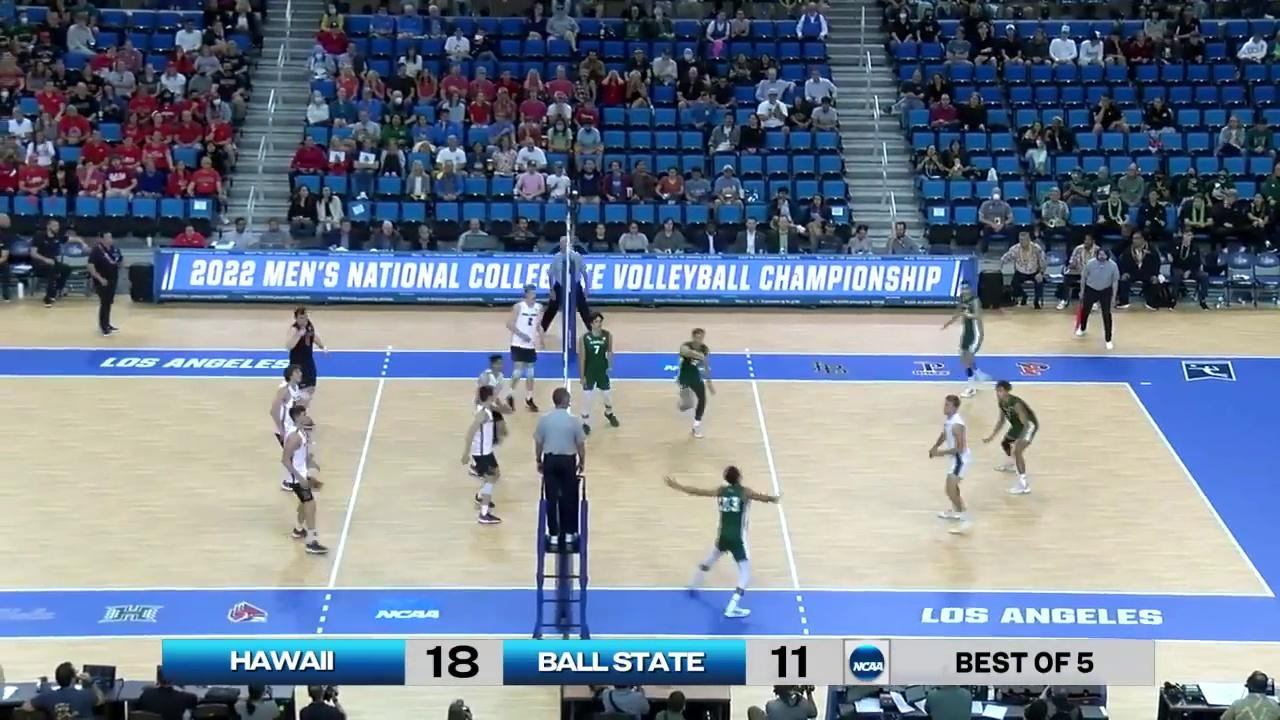 2022 MEN'S NATIONAL COLLEGIATE VOLLEYBALL CHAMPIONSHIP
LOS ANGELES
7
NCAA
LOS ANGELES
HAWAII 18 BALL STATE 11 NCAA BEST OF 5